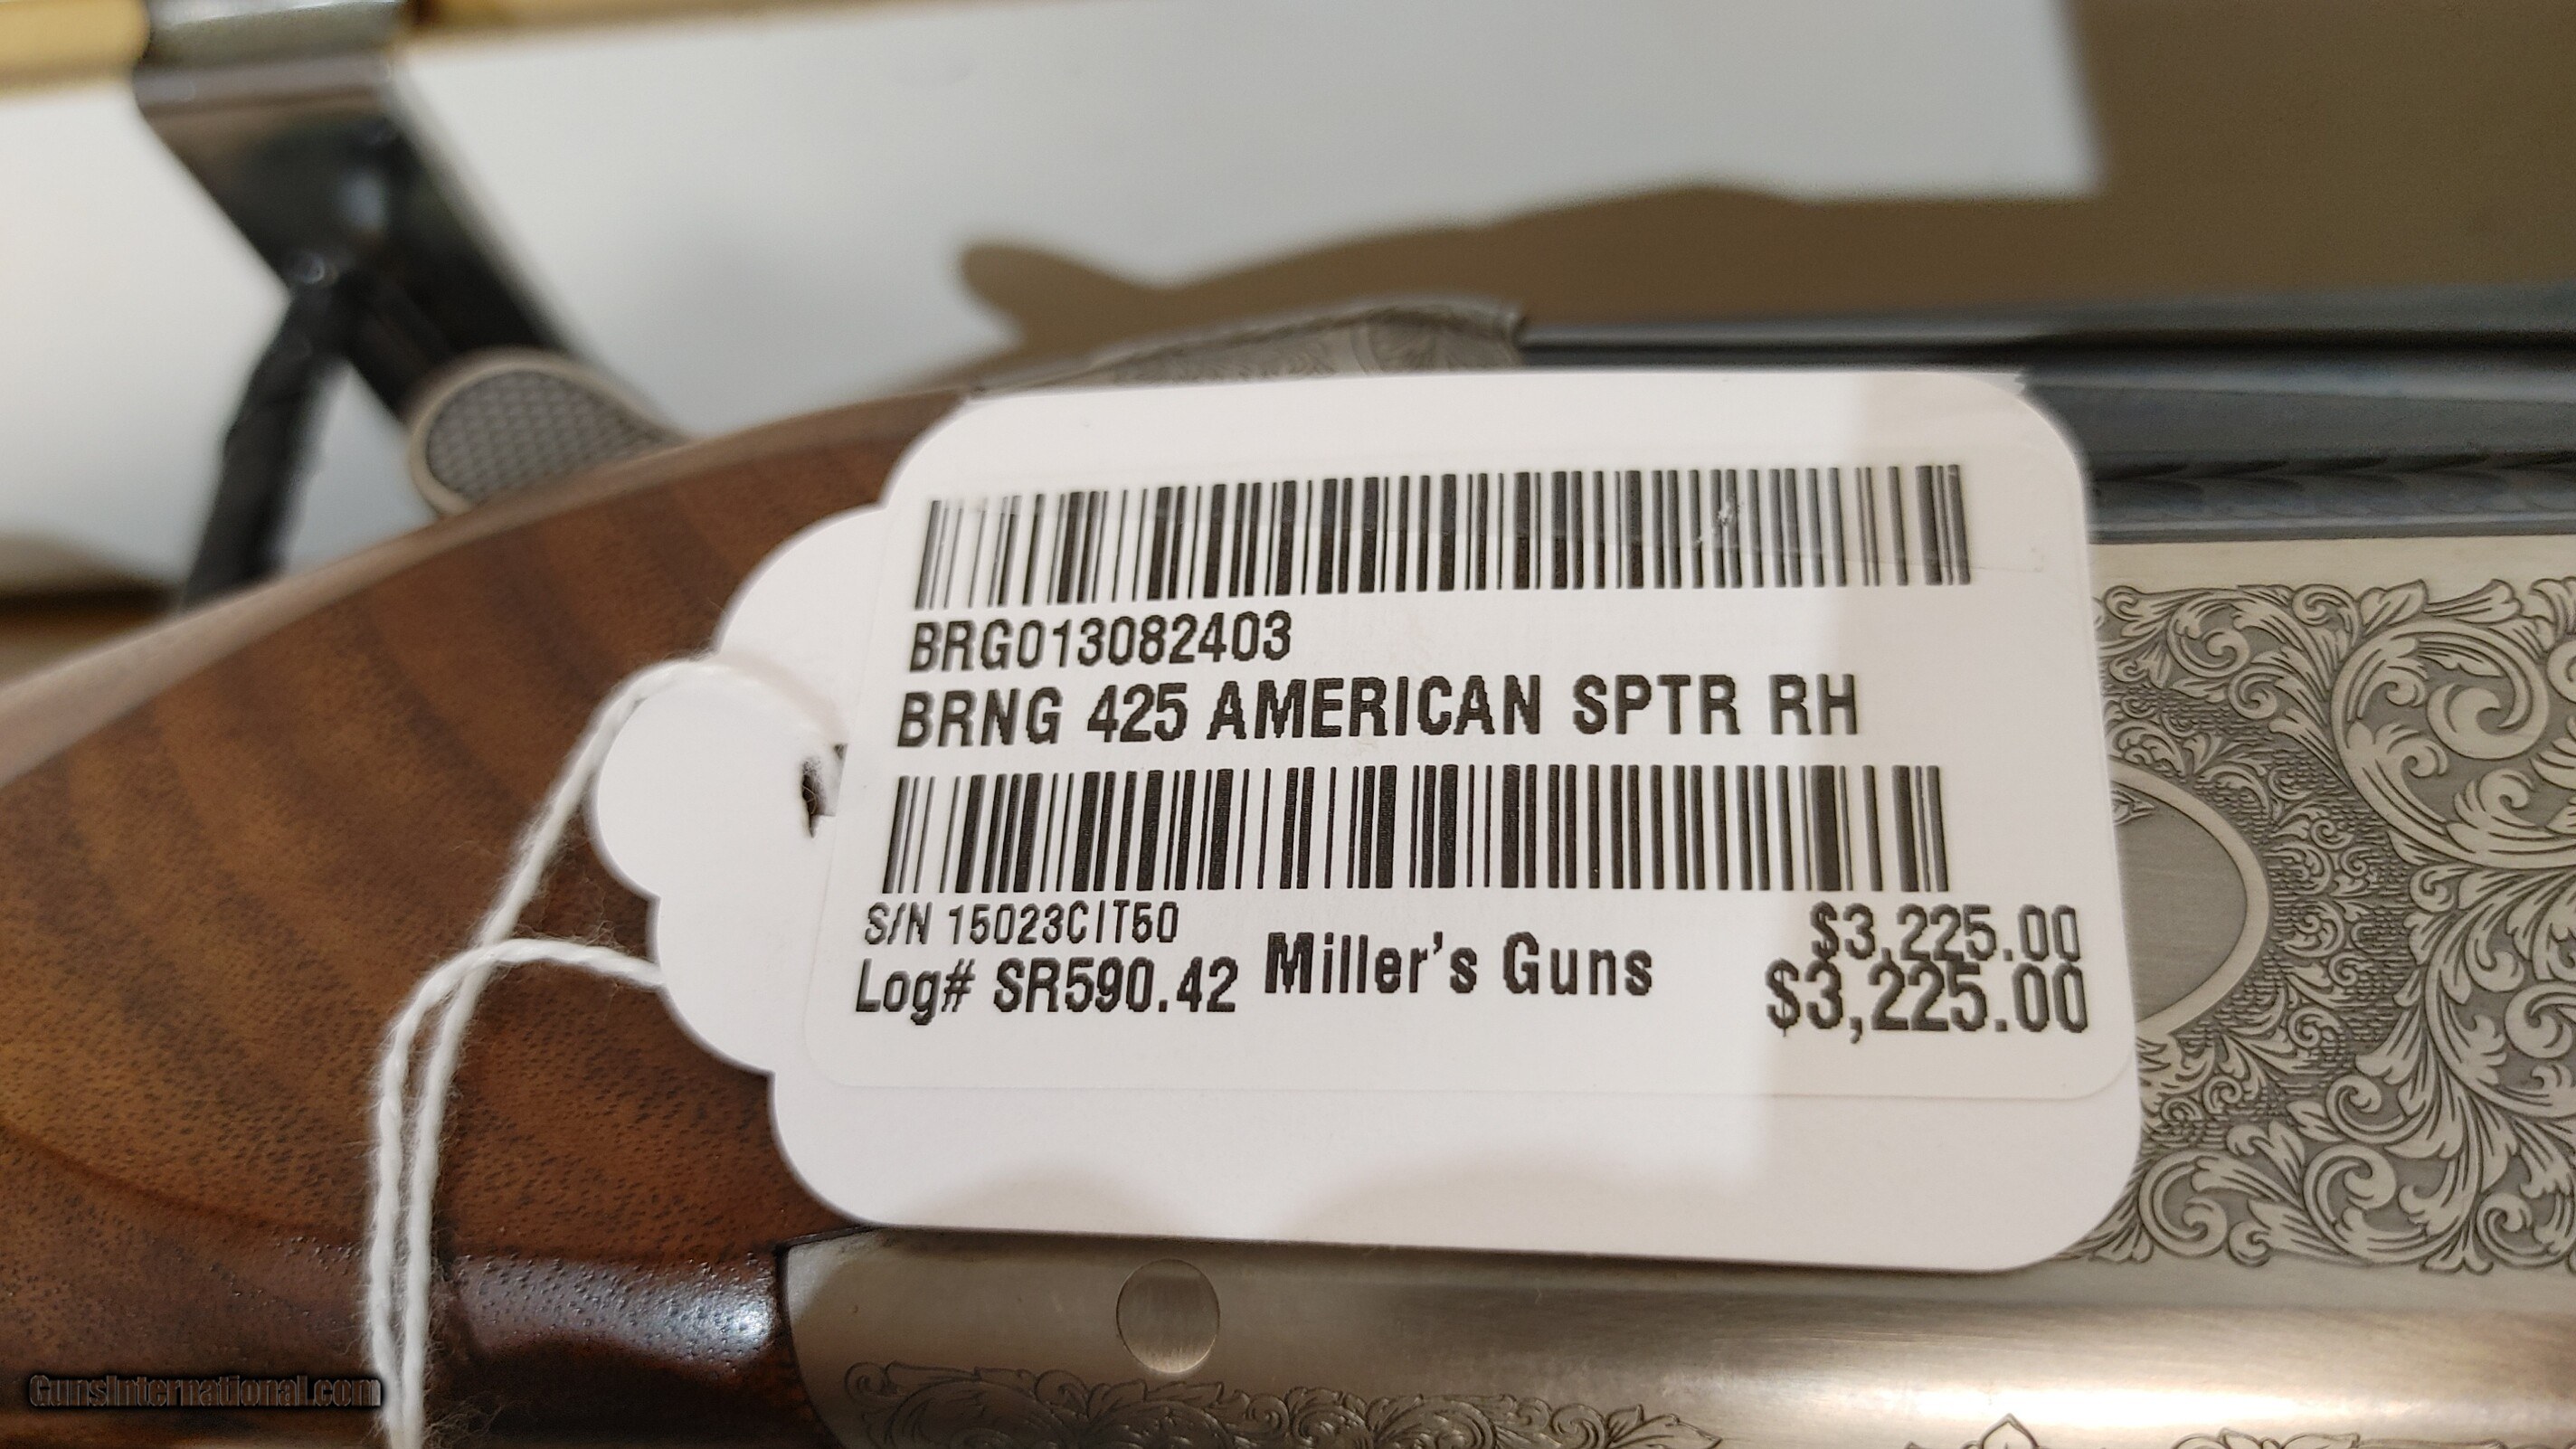 BRG013082403
BRNG 425 AMERICAN SPTR RH
S/N 15023CIT50
$3,225.00
Log# SR590.42 Miller's Guns
$3,225.00
GunsInternational.com